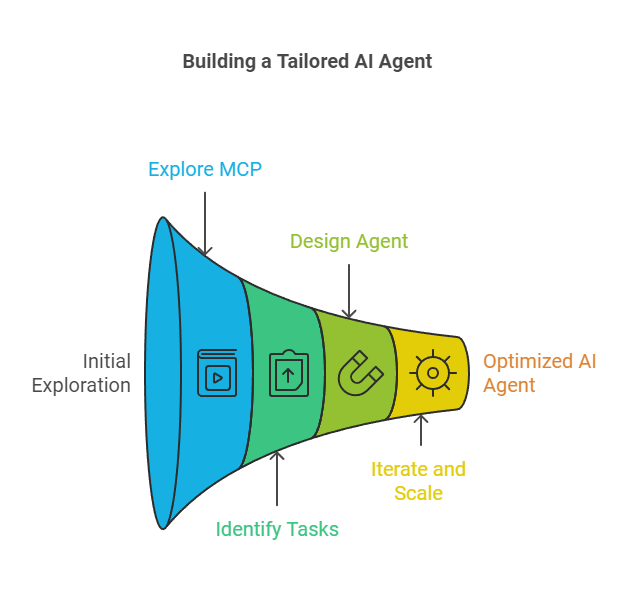 Building a Tailored AI Agent
Explore MCP
Design Agent
Initial
Exploration
Optimized AI
Agent
Iterate and
Scale
Identify Tasks